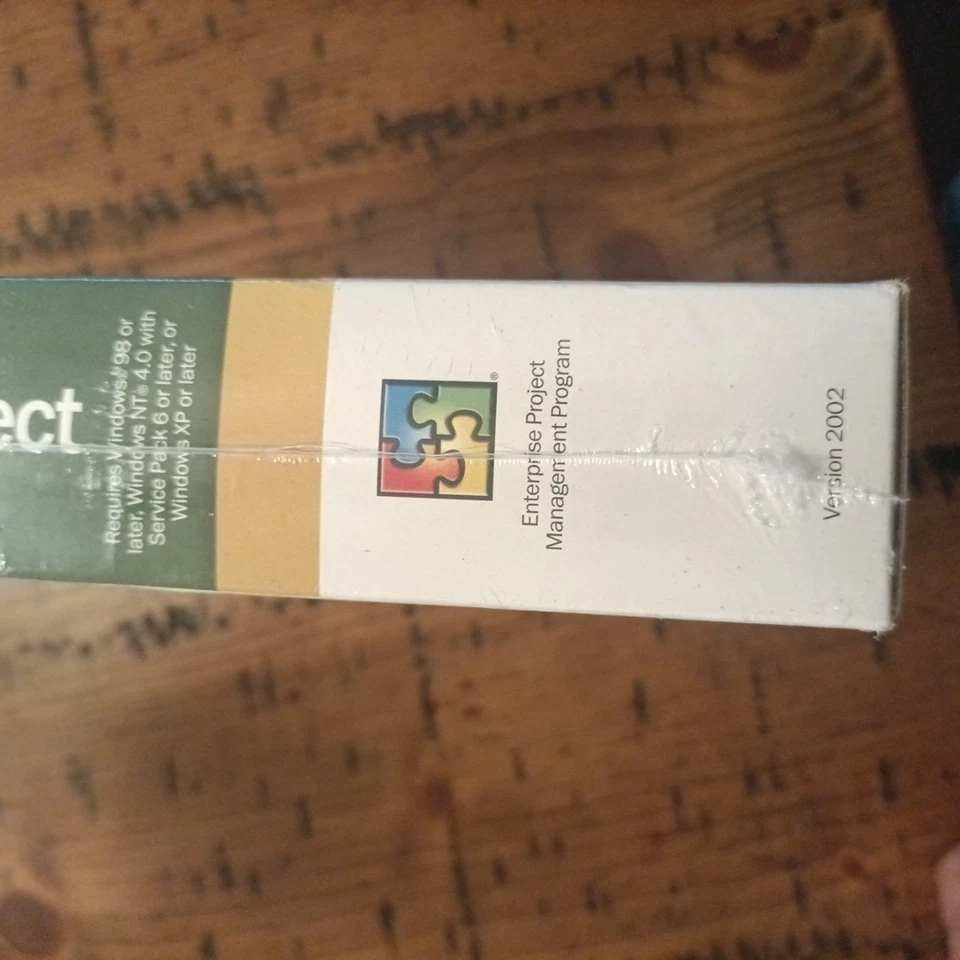 ect
Requires Windows® 98 or
later, Windows NT® 4.0 with
Service Pack 6 or later, or
Windows XP or later
®
Enterprise Project
Management Program
Version 2002